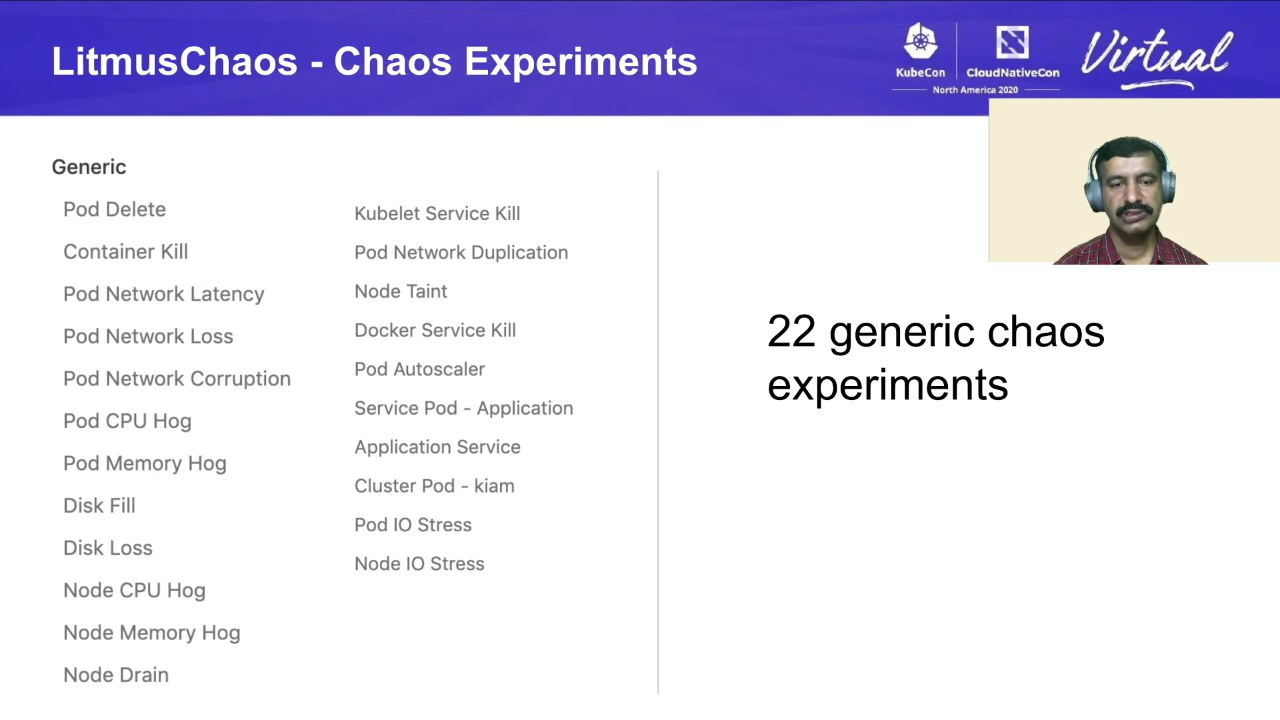 LitmusChaos - Chaos Experiments
KubeCon
CloudNativeCon
North America 2020
Virtual
Generic
Pod Delete
Container Kill
Pod Network Latency
Pod Network Loss
Pod Network Corruption
Pod CPU Hog
Pod Memory Hog
Disk Fill
Disk Loss
Node CPU Hog
Node Memory Hog
Node Drain
Kubelet Service Kill
Pod Network Duplication
Node Taint
Docker Service Kill
Pod Autoscaler
Service Pod - Application
Application Service
Cluster Pod - kiam
Pod IO Stress
Node IO Stress
22 generic chaos
experiments